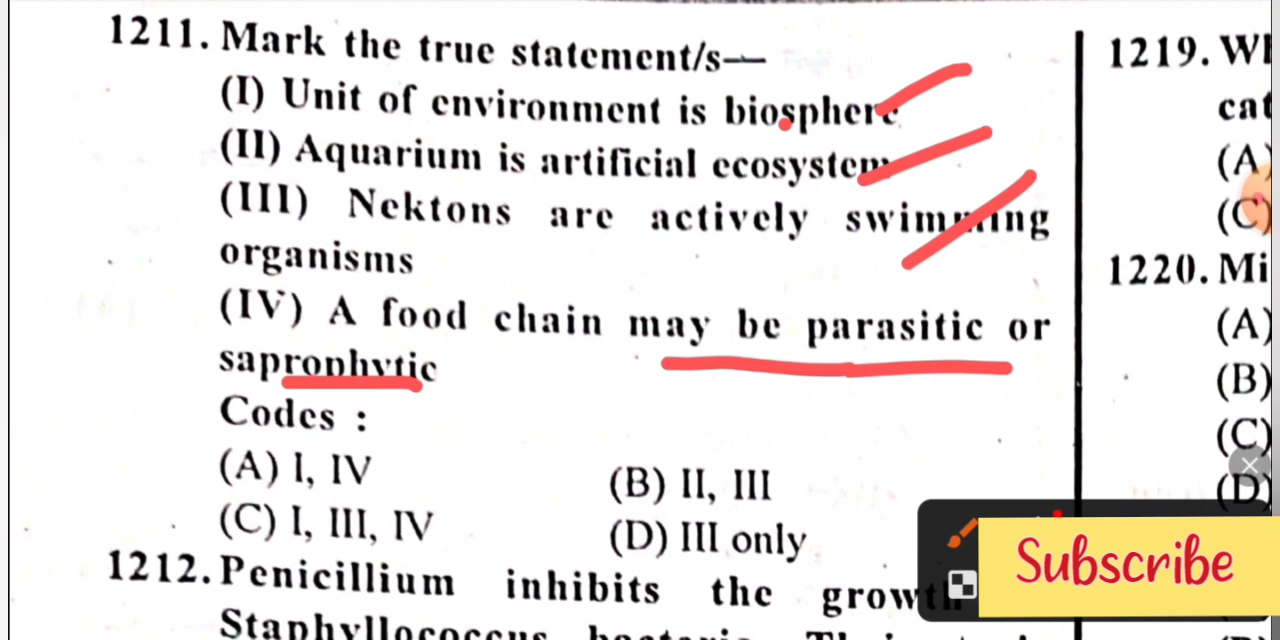 1211. Mark the true statement/s—
(I) Unit of environment is biosphere
(II) Aquarium is artificial ecosystem
(III) Nektons are actively swimming
organisms
(IV) A food chain may be parasitic or
saprophytic
Codes :
(A) I, IV
(B) II, III
(C) I, III, IV
(D) III only
1212. Penicillium inhibits the growth
Staphyllococcus
1219.
(A)
(C)
1220. Mi
(A)
(B)
(C)
(D)
Subscribe